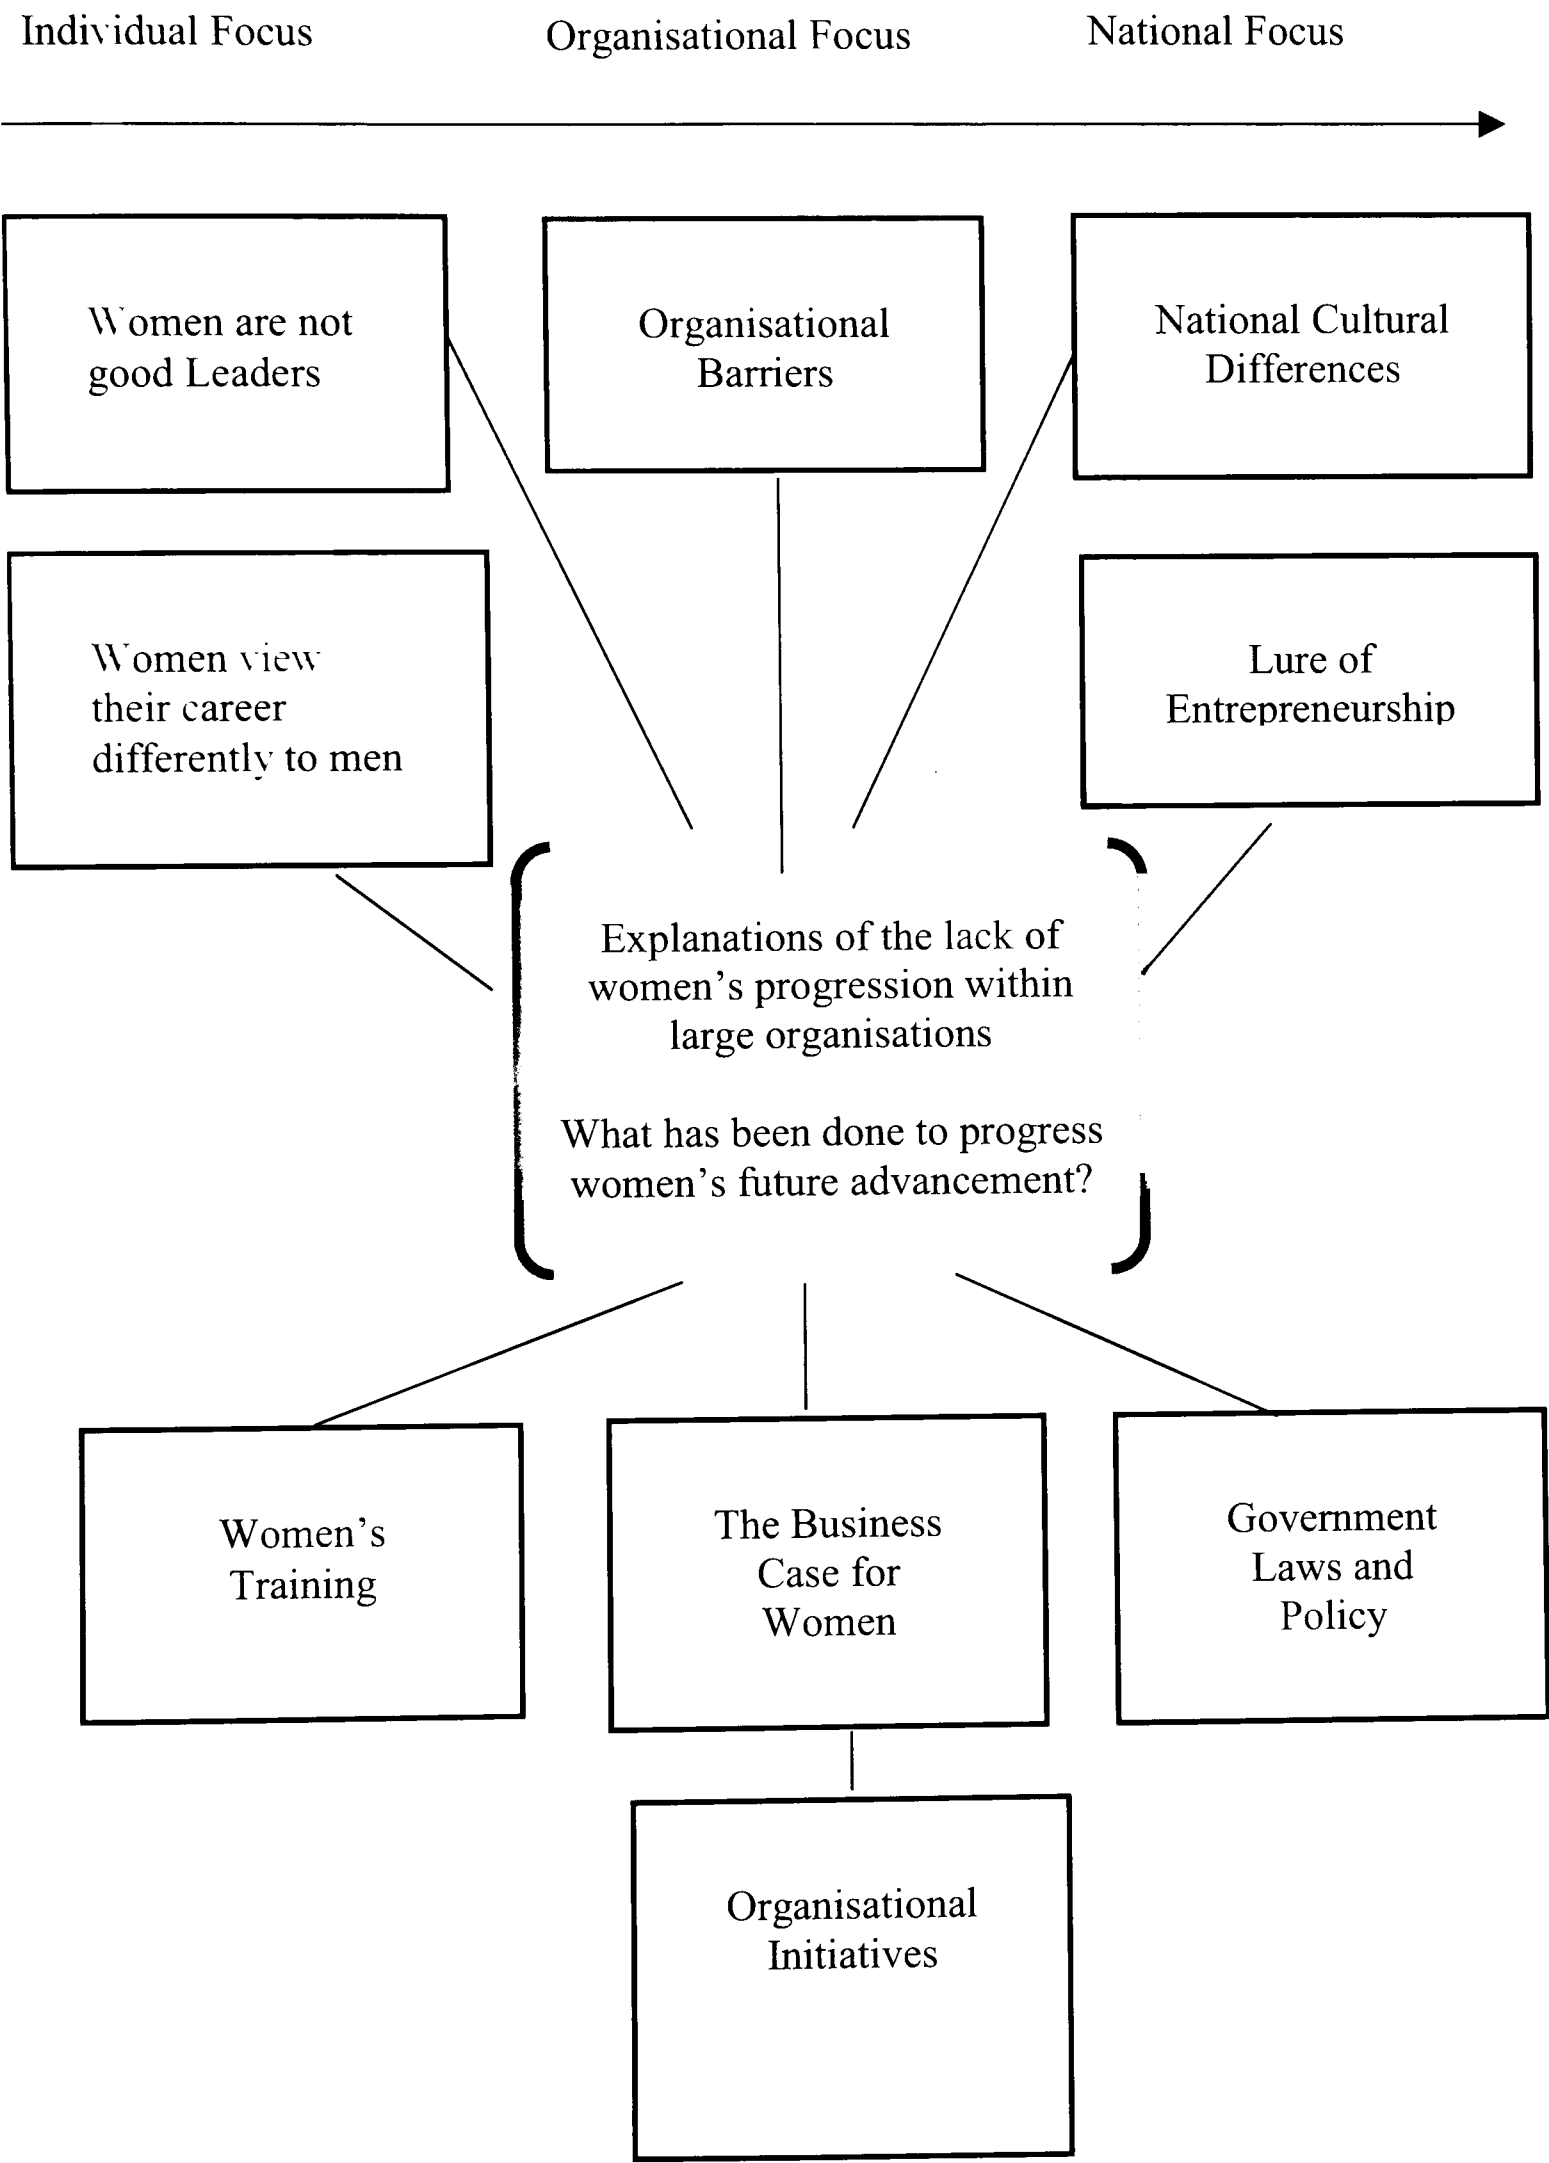 Individual Focus
Organisational Focus
National Focus
Women are not
good Leaders
Organisational
Barriers
National Cultural
Differences
Women view
their career
differently to men
Lure of
Entrepreneurship
Explanations of the lack of
women's progression within
large organisations
What has been done to progress
women's future advancement?
Women's
Training
The Business
Case for
Women
Government
Laws and
Policy
Organisational
Initiatives